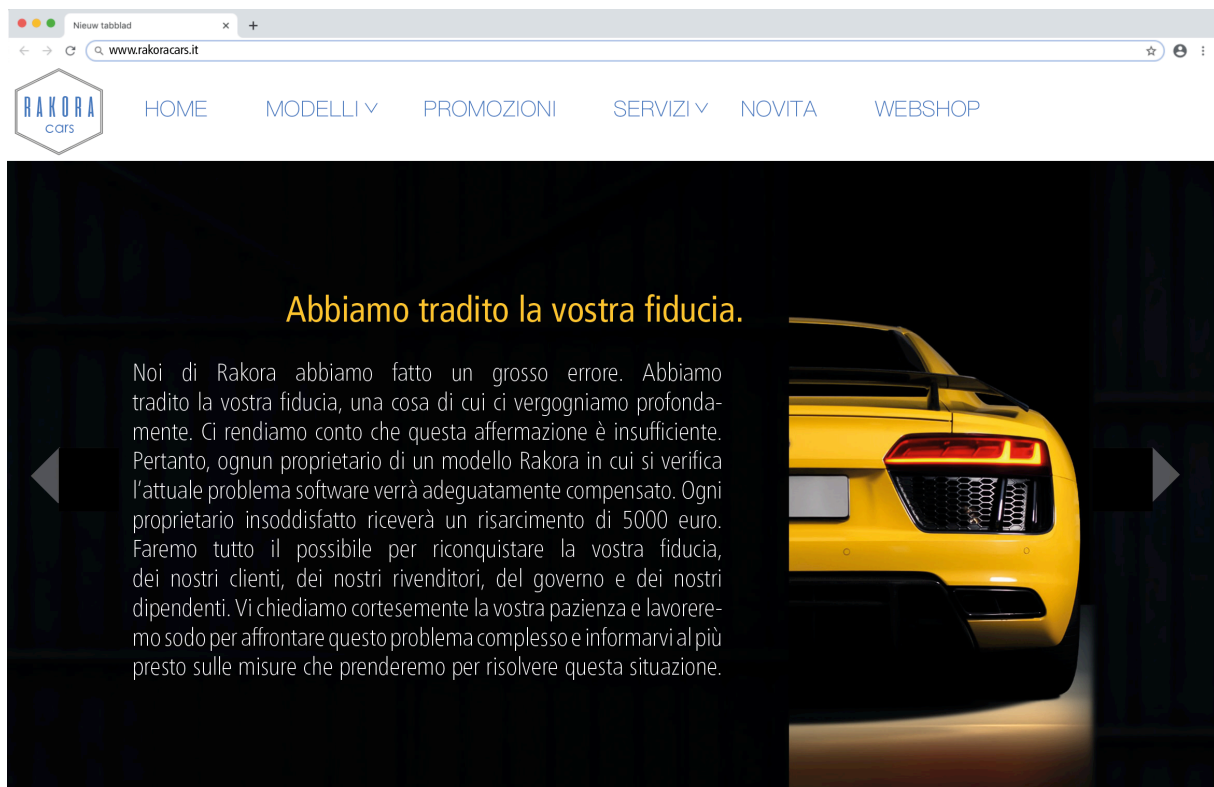 Nieuw tabblad
www.rakoracars.it
RAKORA
cars
HOME MODELLI PROMOZIONI SERVIZI NOVITA WEBSHOP
Abbiamo tradito la vostra fiducia.
Noi di Rakora abbiamo fatto un grosso errore. Abbiamo
tradito la vostra fiducia, una cosa di cui ci vergogniamo profonda-
mente. Ci rendiamo conto che questa affermazione è insufficiente.
Pertanto, ognun proprietario di un modello Rakora in cui si verifica
l'attuale problema software verrà adeguatamente compensato. Ogni
proprietario insoddisfatto riceverà un risarcimento di 5000 euro.
Faremo tutto il possibile per riconquistare la vostra fiducia,
dei nostri clienti, dei nostri rivenditori, del governo e dei nostri
dipendenti. Vi chiediamo cortesemente la vostra pazienza e lavorere-
mo sodo per affrontare questo problema complesso e informarvi al più
presto sulle misure che prenderemo per risolvere questa situazione.